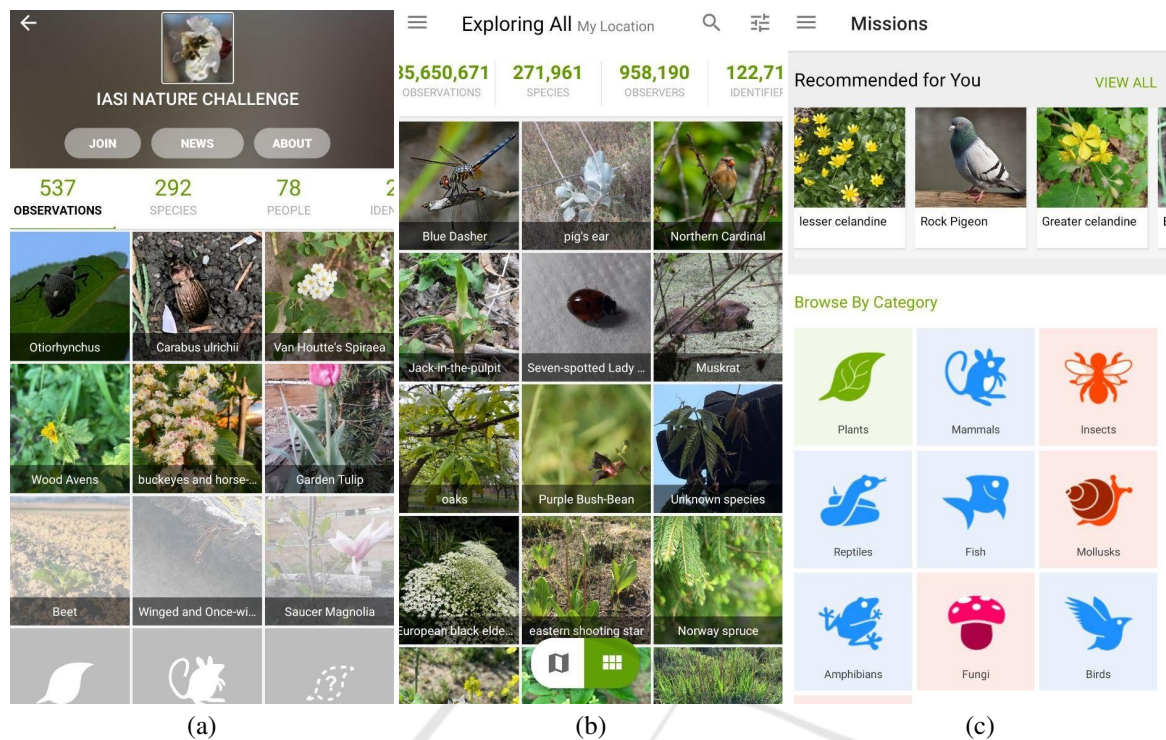 IASI NATURE CHALLENGE
JOIN NEWS ABOUT
537 292 78 2
OBSERVATIONS SPECIES PEOPLE IDEN
Otiorhynchus Carabus ulrichii Van Houtte's Spiraea
Wood Avens buckeyes and horse-... Garden Tulip
Beet Winged and Once-wi... Saucer Magnolia
(a)
Exploring All My Location
35,650,671 271,961 958,190 122,71
OBSERVATIONS SPECIES OBSERVERS IDENTIFIER
Blue Dasher pig's ear Northern Cardinal
Jack-in-the-pulpit Seven-spotted Lady ... Muskrat
oaks Purple Bush-Bean Unknown species
European black elde... eastern shooting star Norway spruce
(b)
Missions
Recommended for You VIEW ALL
lesser celandine Rock Pigeon Greater celandine
Browse By Category
Plants Mammals Insects
Reptiles Fish Mollusks
Amphibians Fungi Birds
(c)